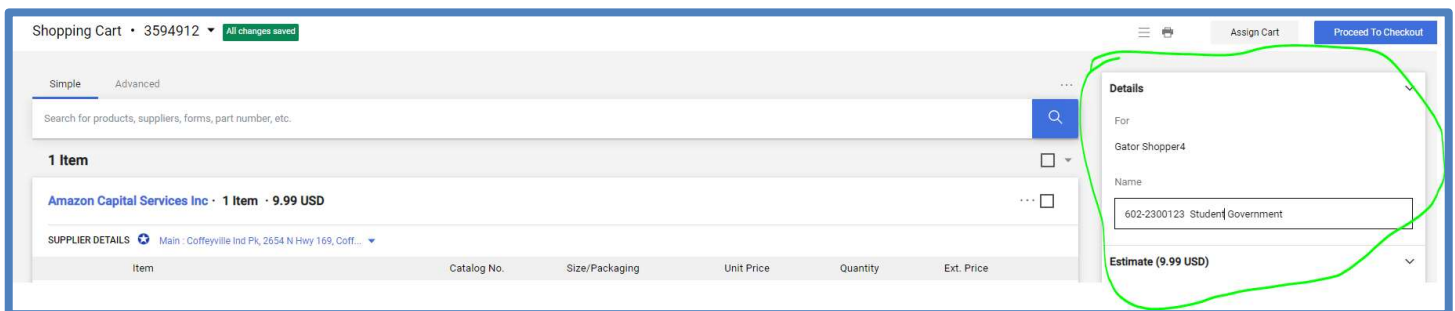 Shopping Cart • 3594912 All changes saved
Assign Cart
Proceed To Checkout
Simple Advanced
...
Search for products, suppliers, forms, part number, etc.
1 Item
Amazon Capital Services Inc · 1 Item · 9.99 USD
...
SUPPLIER DETAILS Main : Coffeyville Ind Pk, 2654 N Hwy 169, Coff...
Item Catalog No. Size/Packaging Unit Price Quantity Ext. Price
Details
For
Gator Shopper4
Name
602-2300123 Student Government
Estimate (9.99 USD)